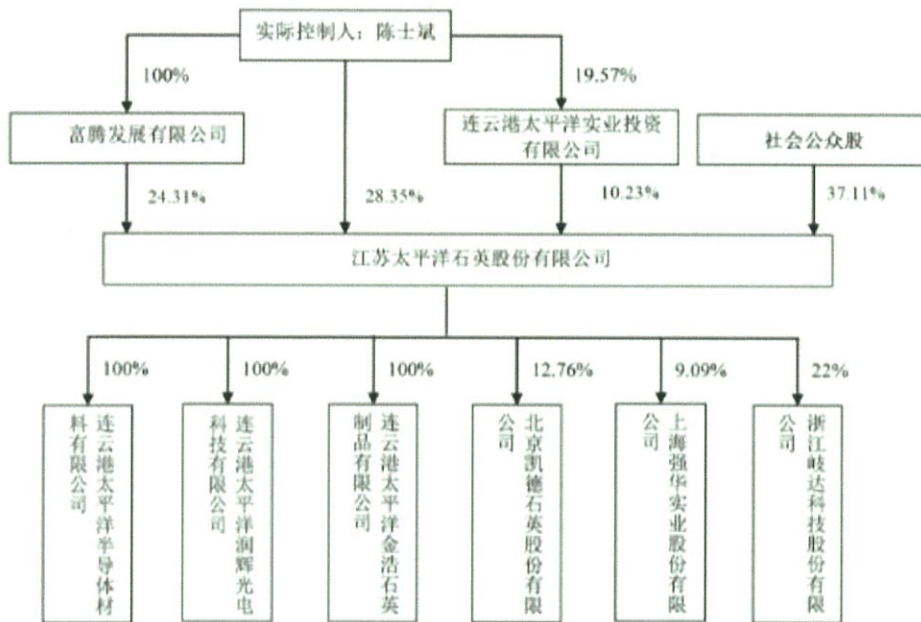 实际控制人：陈士斌
100%
19.57%
富腾发展有限公司
连云港太平洋实业投资
有限公司
社会公众股
24.31%
28.35%
10.23%
37.11%
江苏太平洋石英股份有限公司
100%
100%
100%
12.76%
9.09%
22%
连云港太平洋半导体材
料有限公司
连云港太平洋润辉光电
科技有限公司
连云港太平洋金浩石英
制品有限公司
北京凯德石英股份有限
公司
上海强华实业股份有限
公司
浙江岐达科技股份有限
公司